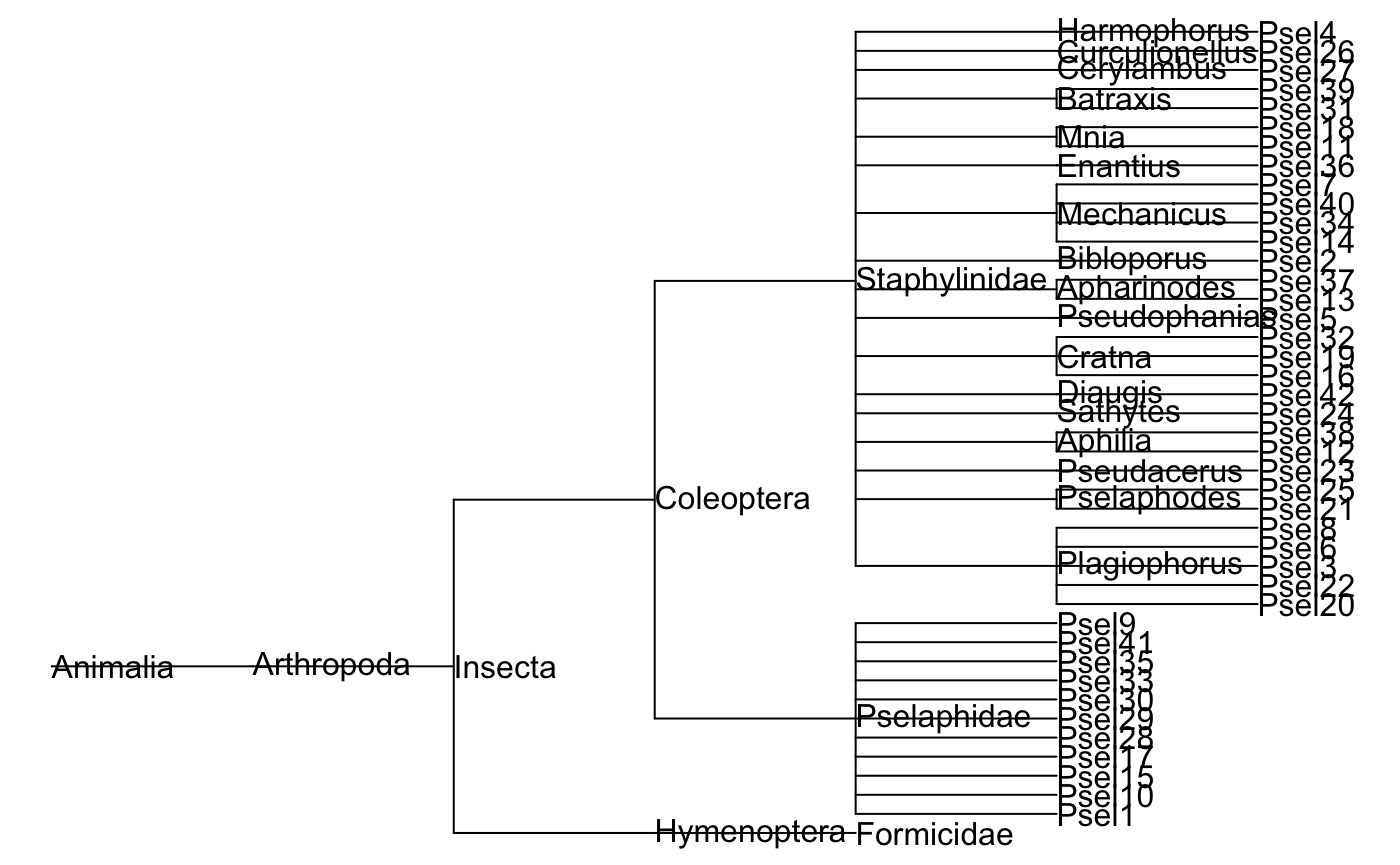 Harmophorus Psel4
Curculionellus Psel26
Cerylambus Psel27
Psel39
Batraxis
Psel31
Psel18
Mnia
Psel11
Enantius Psel36
Psel7
Psel40
Mechanicus
Psel34
Psel14
Bibloporus Psel2
Psel37
Staphylinidae Apharinodes
Psel13
Pseudophanias Psel5
Psel32
Cratna Psel19
Psel16
Diaugis Psel42
Sathytes Psel24
Psel38
Aphilia
Psel12
Pseudacerus Psel23
Psel25
Coleoptera Pselaphodes
Psel21
Psel8
Psel6
Plagiophorus Psel3
Psel22
Psel20
Psel9
Psel41
Animalia Arthropoda Insecta Psel35
Psel33
Psel30
Pselaphidae Psel29
Psel28
Psel17
Psel15
Psel10
Psel1
Hymenoptera Formicidae